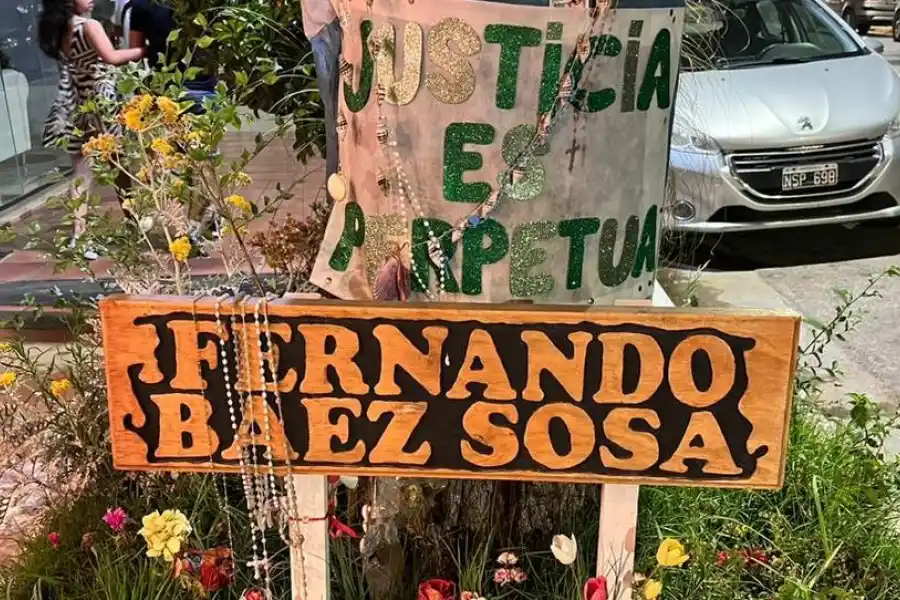 JUSTICIA
ES
PERPETUA
FERNANDO
BAEZ SOSA
NSP 698